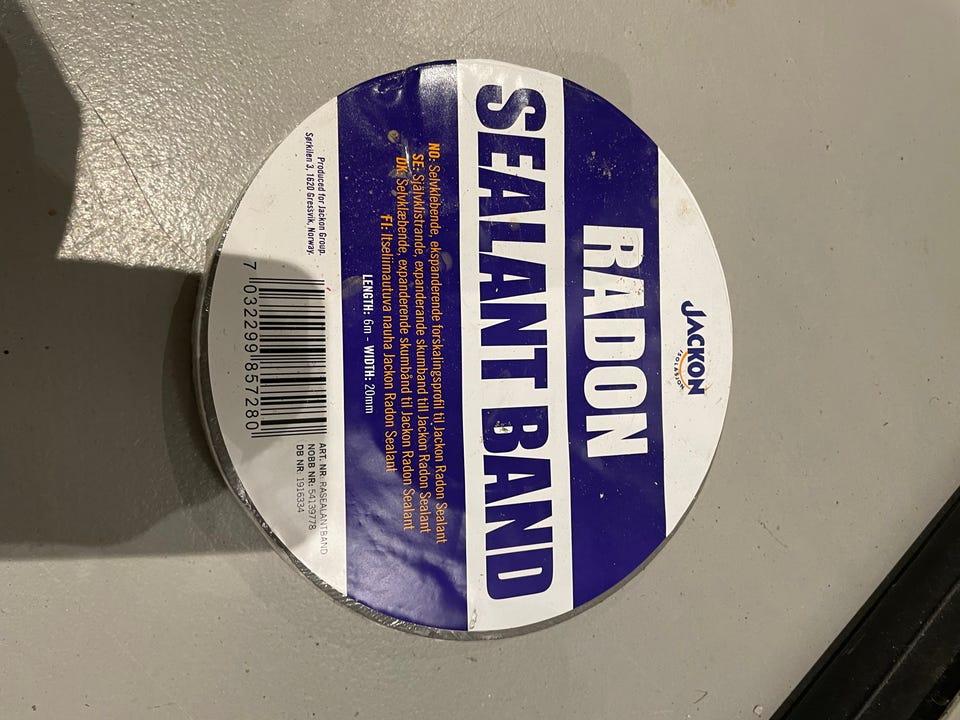 JACKON
ISOLASJON
RADON
SEALANT BAND
NO: Selvklebende, ekspanderende forskalingsprofil til Jackon Radon Sealant
SE: Självklistrande, expanderande skumband till Jackon Radon Sealant
DK: Selvklæbende, expanderende skumbånd til Jackon Radon Sealant
FI: Itseliimautuva nauha Jackon Radon Sealant
LENGTH: 6m - WIDTH: 20mm
Produced for Jackon Group.
Sørkilen 3, 1620 Gressvik, Norway.
7 032299 857280
ART. NR: RASEALANTBAND
NOBB NR: 54139778
DB NR: 1916334